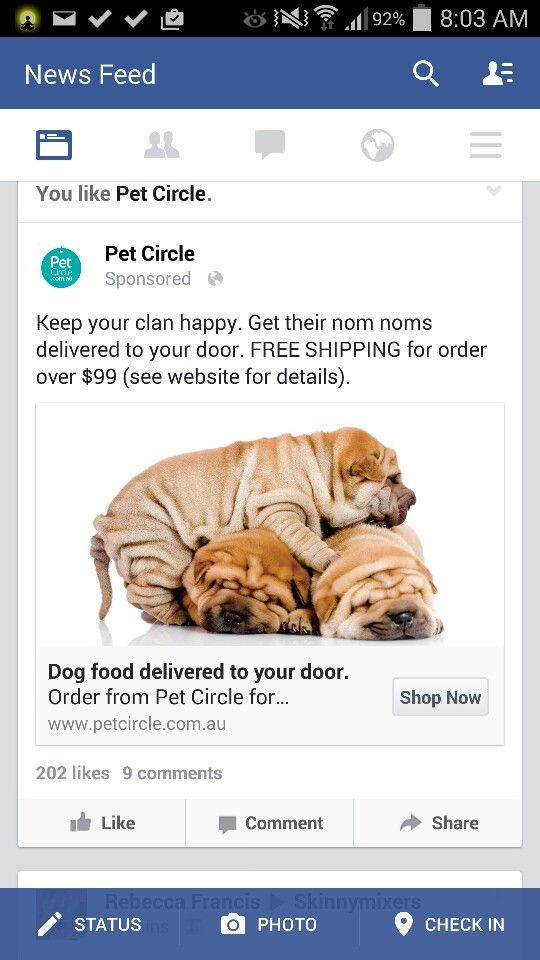 92% 8:03 AM
News Feed
You like Pet Circle.
Pet Circle .com.au
Pet Circle
Sponsored
Keep your clan happy. Get their nom noms
delivered to your door. FREE SHIPPING for order
over $99 (see website for details).
Dog food delivered to your door.
Order from Pet Circle for...
Shop Now
www.petcircle.com.au
202 likes 9 comments
Like Comment Share
Rebecca Francis Skinnymixers
STATUS PHOTO CHECK IN